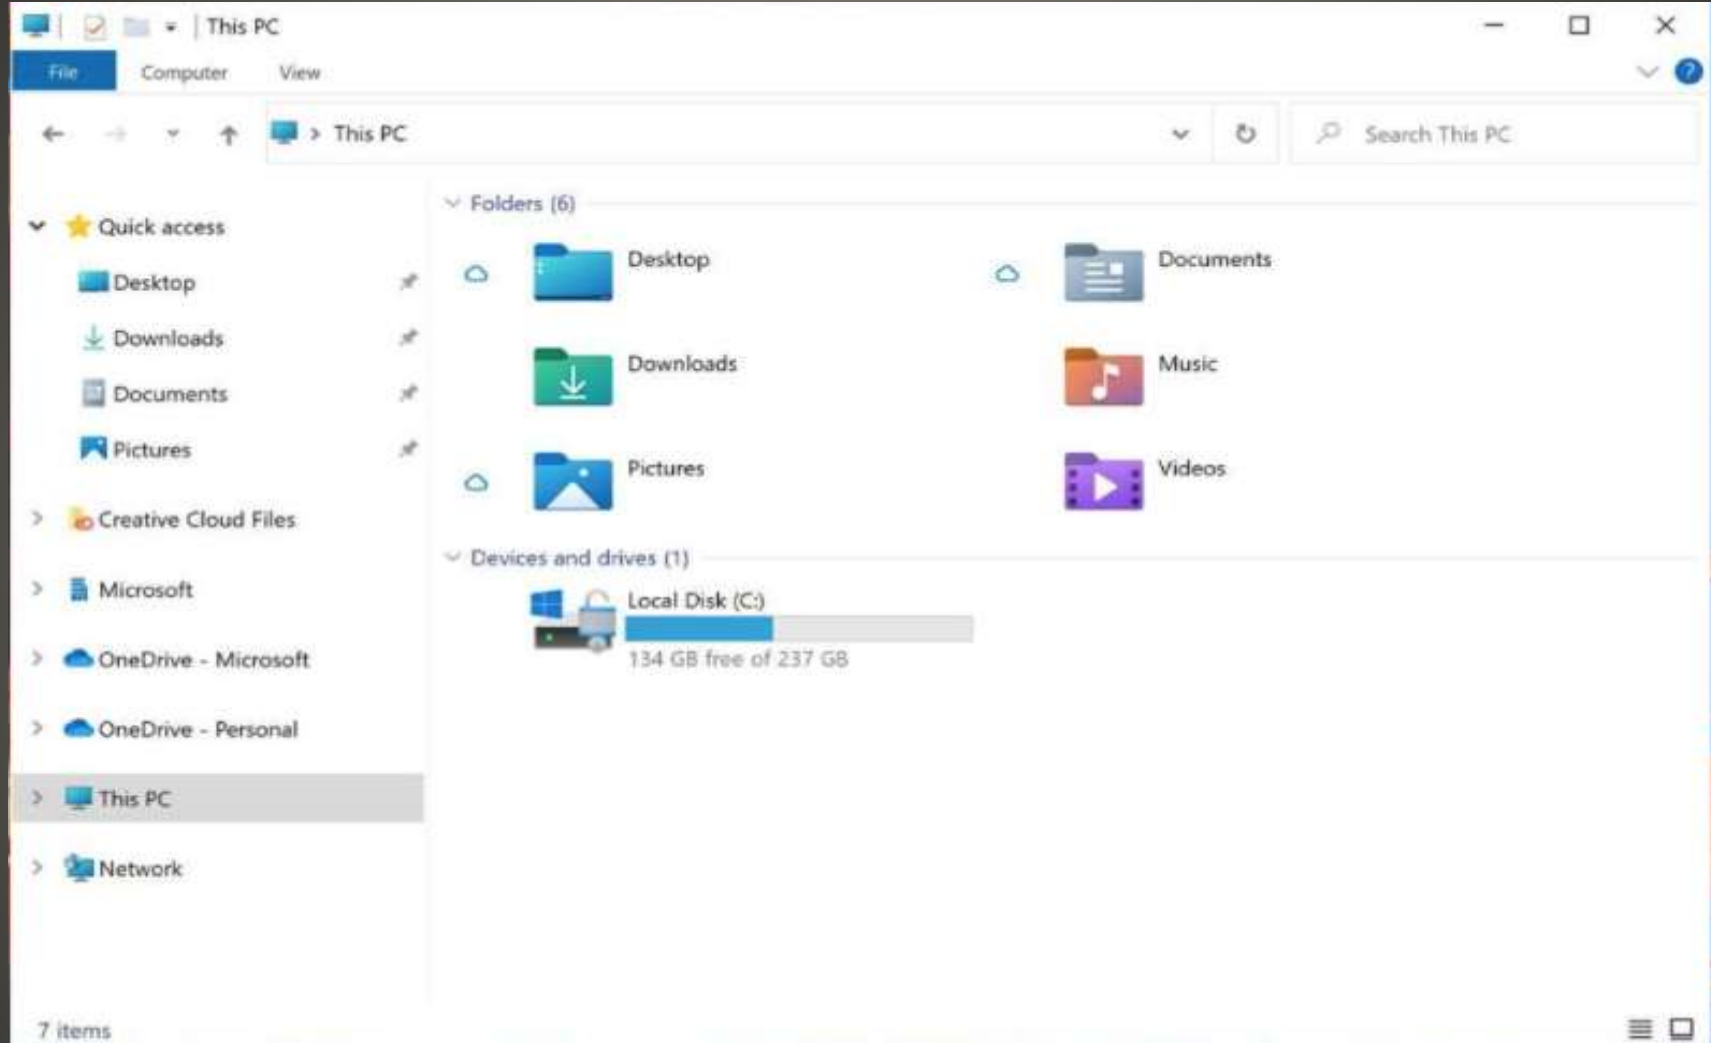 This PC
File Computer View
This PC
Search This PC
Quick access
Desktop
Downloads
Documents
Pictures
Creative Cloud Files
Microsoft
OneDrive - Microsoft
OneDrive - Personal
This PC
Network
Folders (6)
Desktop
Documents
Downloads
Music
Pictures
Videos
Devices and drives (1)
Local Disk (C:)
134 GB free of 237 GB
7 items